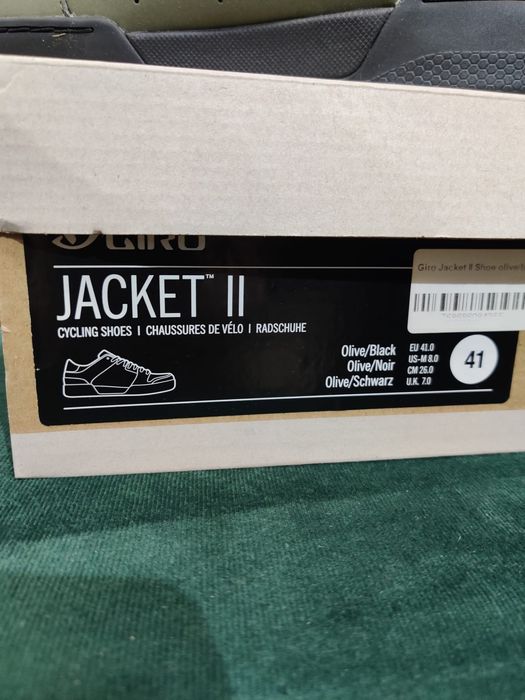 GIRO
Giro Jacket II Shoe olive/
JACKET™ II
CYCLING SHOES | CHAUSSURES DE VÉLO | RADSCHUHE
Olive/Black EU 41.0
Olive/Noir US-M 8.0
CM 26.0
Olive/Schwarz U.K. 7.0
41